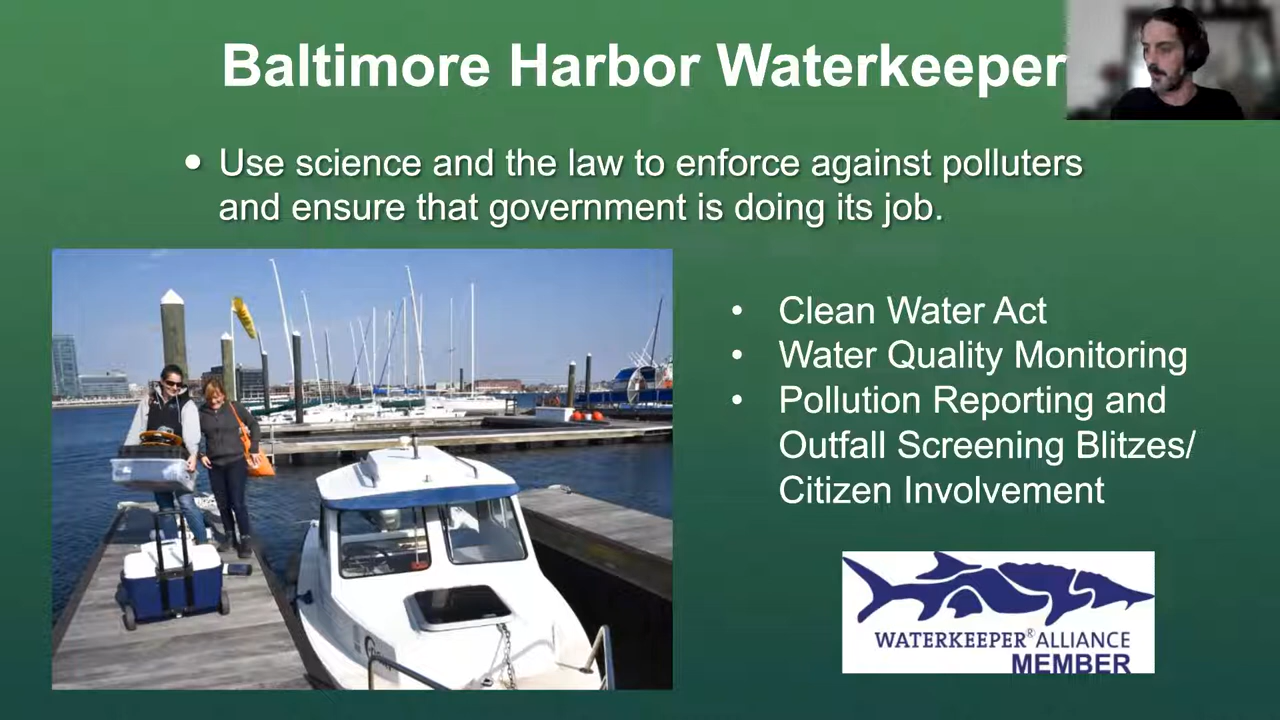 Baltimore Harbor Waterkeeper
• Use science and the law to enforce against polluters
and ensure that government is doing its job.
• Clean Water Act
• Water Quality Monitoring
• Pollution Reporting and
Outfall Screening Blitzes/
Citizen Involvement
WATERKEEPER® ALLIANCE
MEMBER